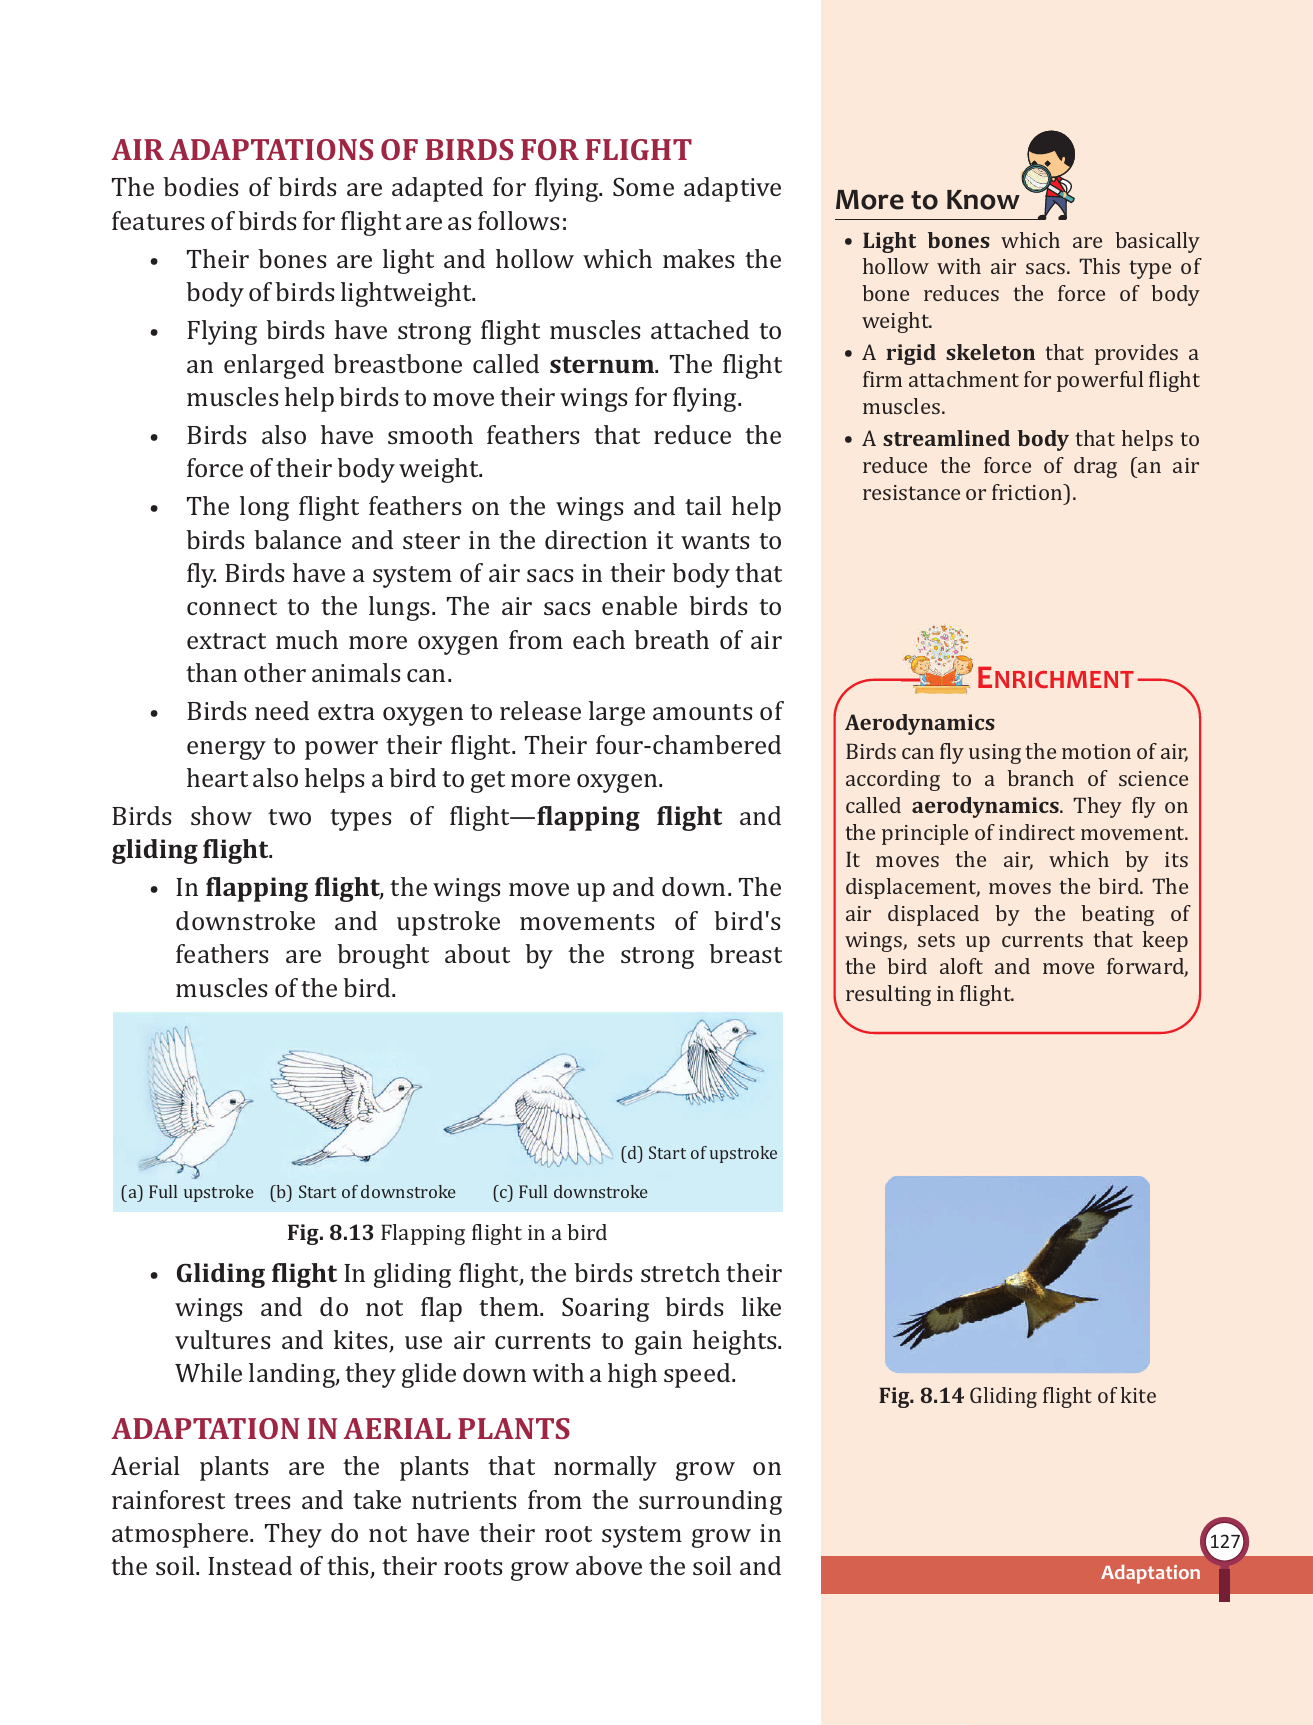 AIR ADAPTATIONS OF BIRDS FOR FLIGHT
The bodies of birds are adapted for flying. Some adaptive
features of birds for flight are as follows:
• Their bones are light and hollow which makes the
body of birds lightweight.
• Flying birds have strong flight muscles attached to
an enlarged breastbone called sternum. The flight
muscles help birds to move their wings for flying.
• Birds also have smooth feathers that reduce the
force of their body weight.
• The long flight feathers on the wings and tail help
birds balance and steer in the direction it wants to
fly. Birds have a system of air sacs in their body that
connect to the lungs. The air sacs enable birds to
extract much more oxygen from each breath of air
than other animals can.
• Birds need extra oxygen to release large amounts of
energy to power their flight. Their four-chambered
heart also helps a bird to get more oxygen.
Birds show two types of flight—flapping flight and
gliding flight.
• In flapping flight, the wings move up and down. The
downstroke and upstroke movements of bird's
feathers are brought about by the strong breast
muscles of the bird.
(a) Full upstroke (b) Start of downstroke (c) Full downstroke
(d) Start of upstroke
Fig. 8.13 Flapping flight in a bird
• Gliding flight In gliding flight, the birds stretch their
wings and do not flap them. Soaring birds like
vultures and kites, use air currents to gain heights.
While landing, they glide down with a high speed.
ADAPTATION IN AERIAL PLANTS
Aerial plants are the plants that normally grow on
rainforest trees and take nutrients from the surrounding
atmosphere. They do not have their root system grow in
the soil. Instead of this, their roots grow above the soil and
More to Know
• Light bones which are basically
hollow with air sacs. This type of
bone reduces the force of body
weight.
• A rigid skeleton that provides a
firm attachment for powerful flight
muscles.
• A streamlined body that helps to
reduce the force of drag (an air
resistance or friction).
ENRICHMENT
Aerodynamics
Birds can fly using the motion of air,
according to a branch of science
called aerodynamics. They fly on
the principle of indirect movement.
It moves the air, which by its
displacement, moves the bird. The
air displaced by the beating of
wings, sets up currents that keep
the bird aloft and move forward,
resulting in flight.
Fig. 8.14 Gliding flight of kite
127
Adaptation